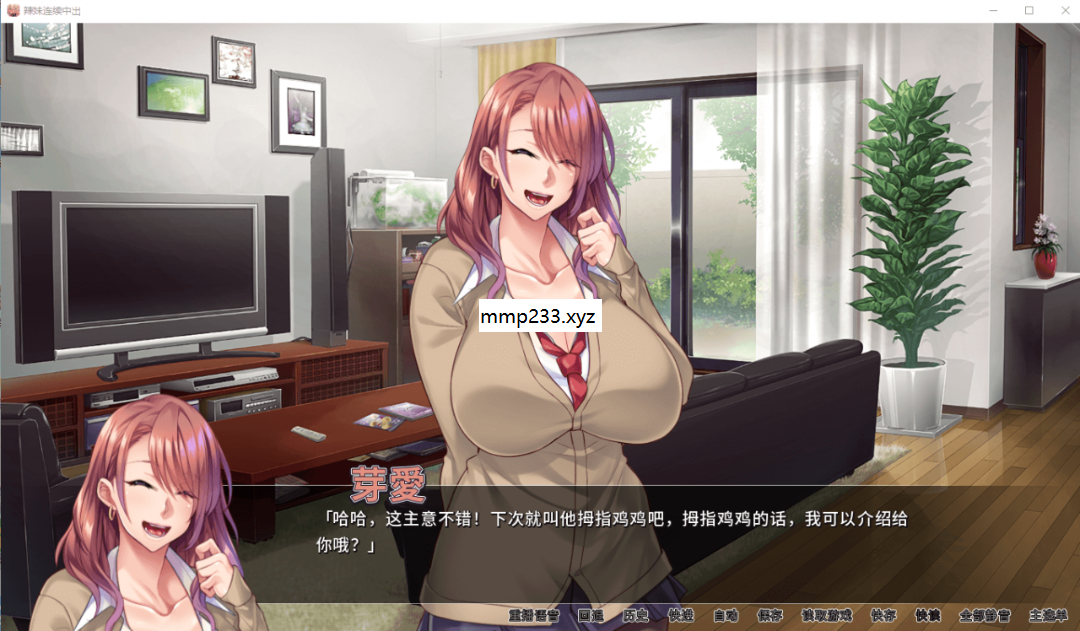 辣妹连续中出
mmp233.xyz
芽愛
「哈哈，这主意不错！下次就叫他拇指鸡鸡吧，拇指鸡鸡的话，我可以介绍给
你哦？」
重播语音 回退 历史 快进 自动 保存 读取游戏 快存 快读 全部静音 主选单